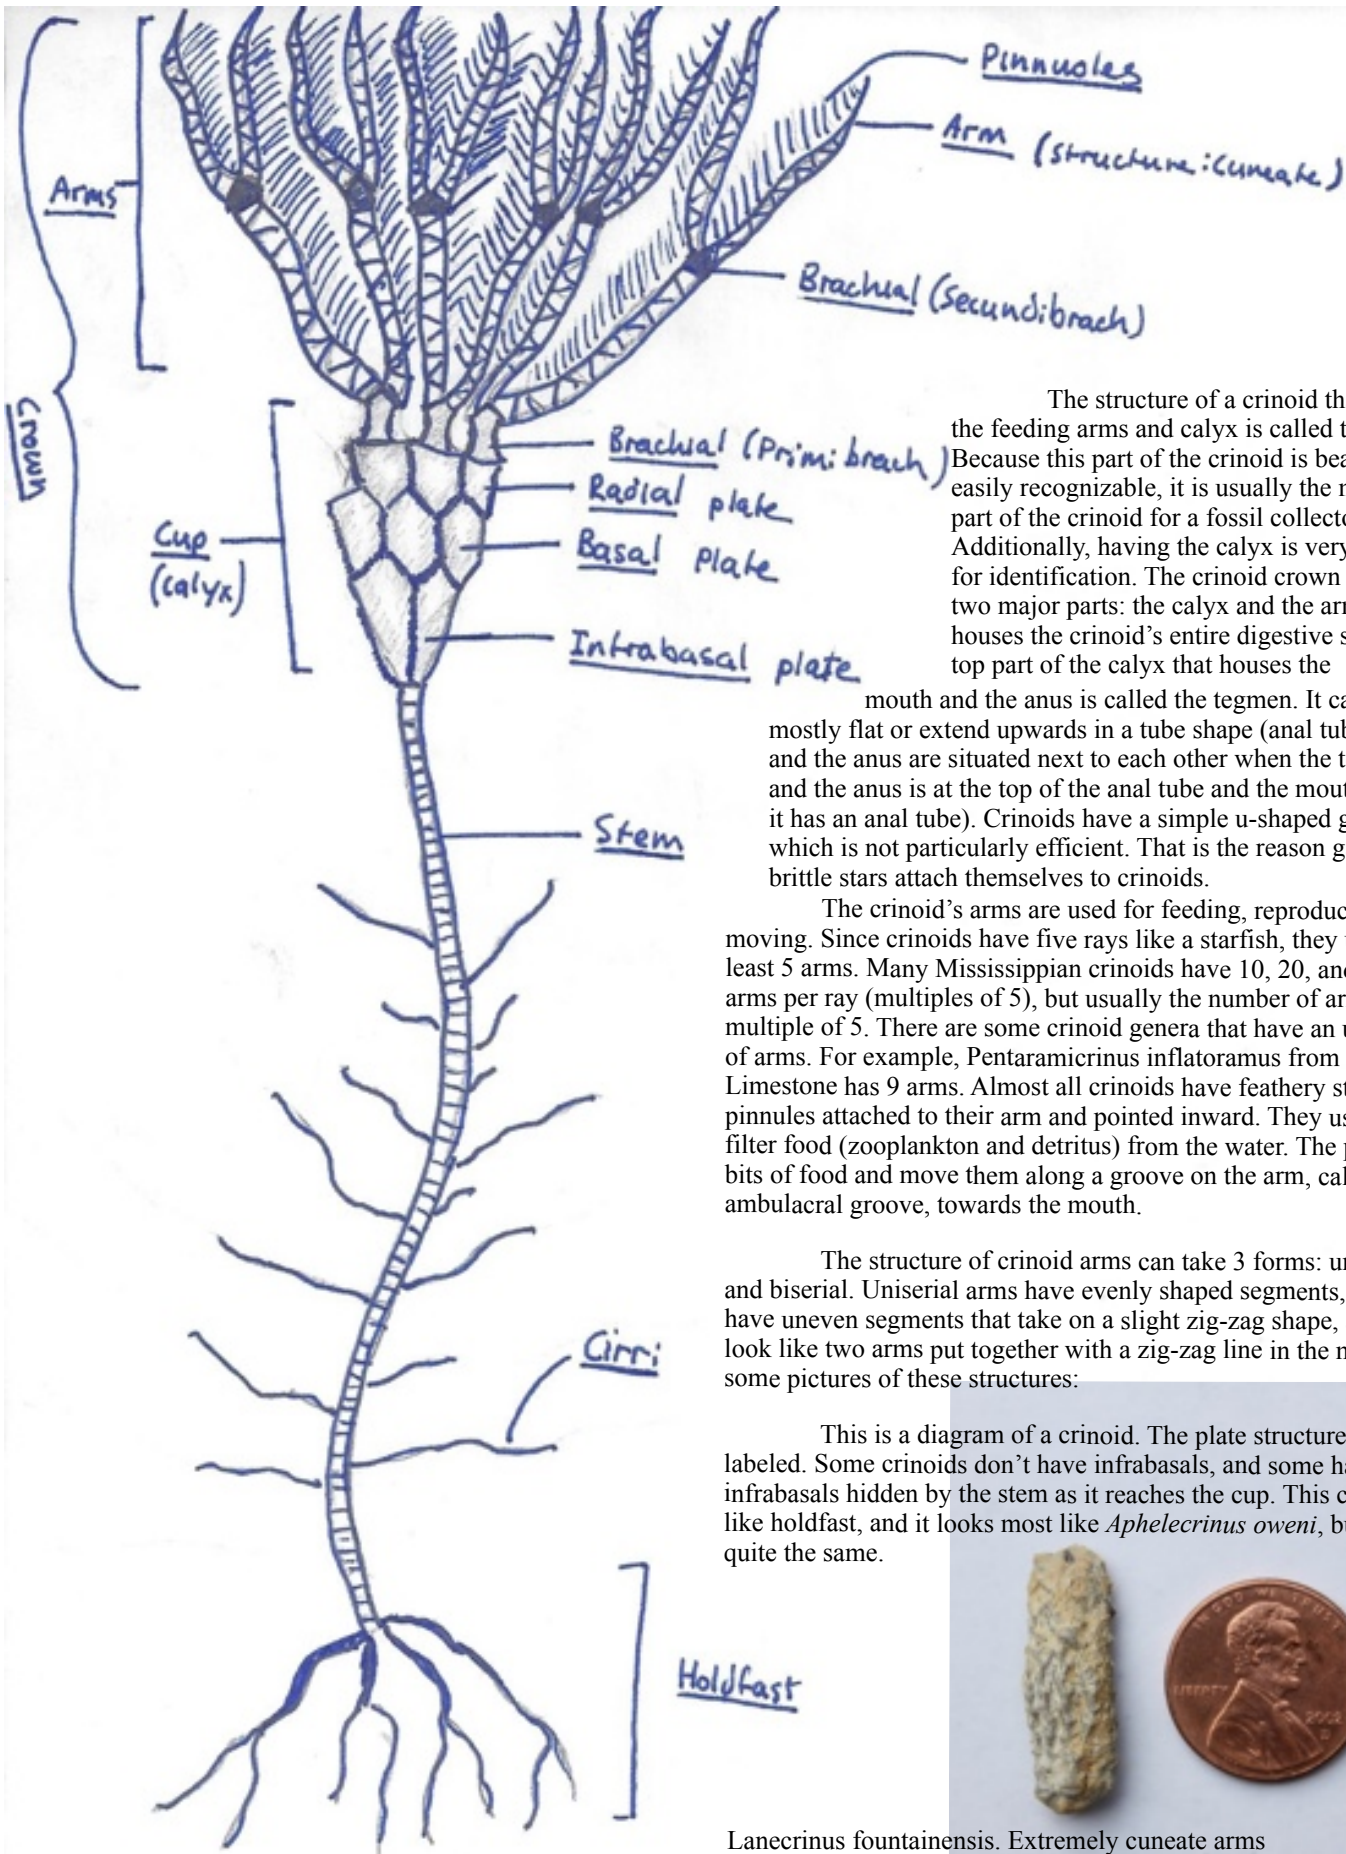 Pinnuoles
Arm (structure: cuneate)
Arms
Brachial (Secundibrach)
Crown
Brachial (Primibrach)
Radial plate
Cup
(calyx)
Basal plate
Infrabasal plate
Stem
Cirri
Holdfast
The structure of a crinoid th
the feeding arms and calyx is called t
Because this part of the crinoid is bea
easily recognizable, it is usually the
part of the crinoid for a fossil collecto
Additionally, having the calyx is very
for identification. The crinoid crown
two major parts: the calyx and the ar
houses the crinoid’s entire digestive s
top part of the calyx that houses the
mouth and the anus is called the tegmen. It ca
mostly flat or extend upwards in a tube shape (anal tub
and the anus are situated next to each other when the t
and the anus is at the top of the anal tube and the mout
it has an anal tube). Crinoids have a simple u-shaped g
which is not particularly efficient. That is the reason g
brittle stars attach themselves to crinoids.
The crinoid’s arms are used for feeding, reproduc
moving. Since crinoids have five rays like a starfish, they
least 5 arms. Many Mississippian crinoids have 10, 20, and
arms per ray (multiples of 5), but usually the number of ar
multiple of 5. There are some crinoid genera that have an u
of arms. For example, Pentaramicrinus inflatoramus from
Limestone has 9 arms. Almost all crinoids have feathery st
pinnules attached to their arm and pointed inward. They us
filter food (zooplankton and detritus) from the water. The p
bits of food and move them along a groove on the arm, cal
ambulacral groove, towards the mouth.
The structure of crinoid arms can take 3 forms: un
and biserial. Uniserial arms have evenly shaped segments,
have uneven segments that take on a slight zig-zag shape,
look like two arms put together with a zig-zag line in the m
some pictures of these structures:
This is a diagram of a crinoid. The plate structure
labeled. Some crinoids don’t have infrabasals, and some ha
infrabasals hidden by the stem as it reaches the cup. This c
like holdfast, and it looks most like Aphelecrinus oweni, bu
quite the same.
IN GOD WE TRUST
LIBERTY
2002
D
Lanecrinus fountainensis. Extremely cuneate arms